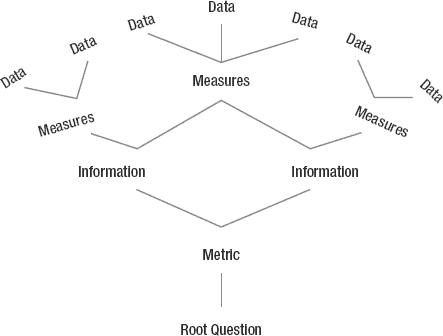 Data
Data
Data
Data
Data
Data
Data
Measures
Measures
Measures
Information
Information
Metric
Root Question